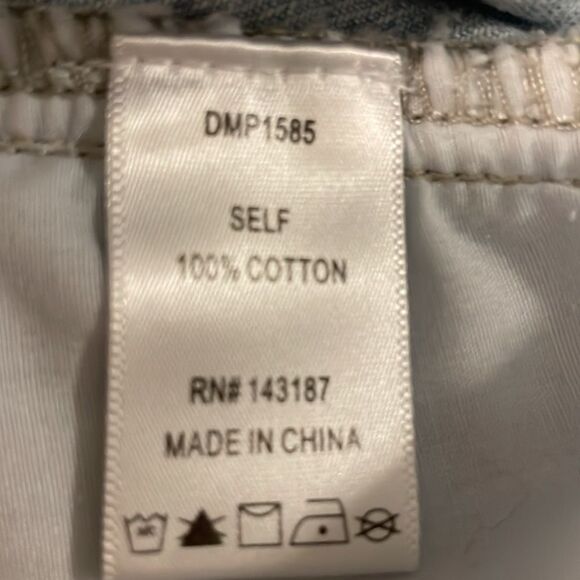 DMP1585
SELF
100% COTTON
RN# 143187
MADE IN CHINA